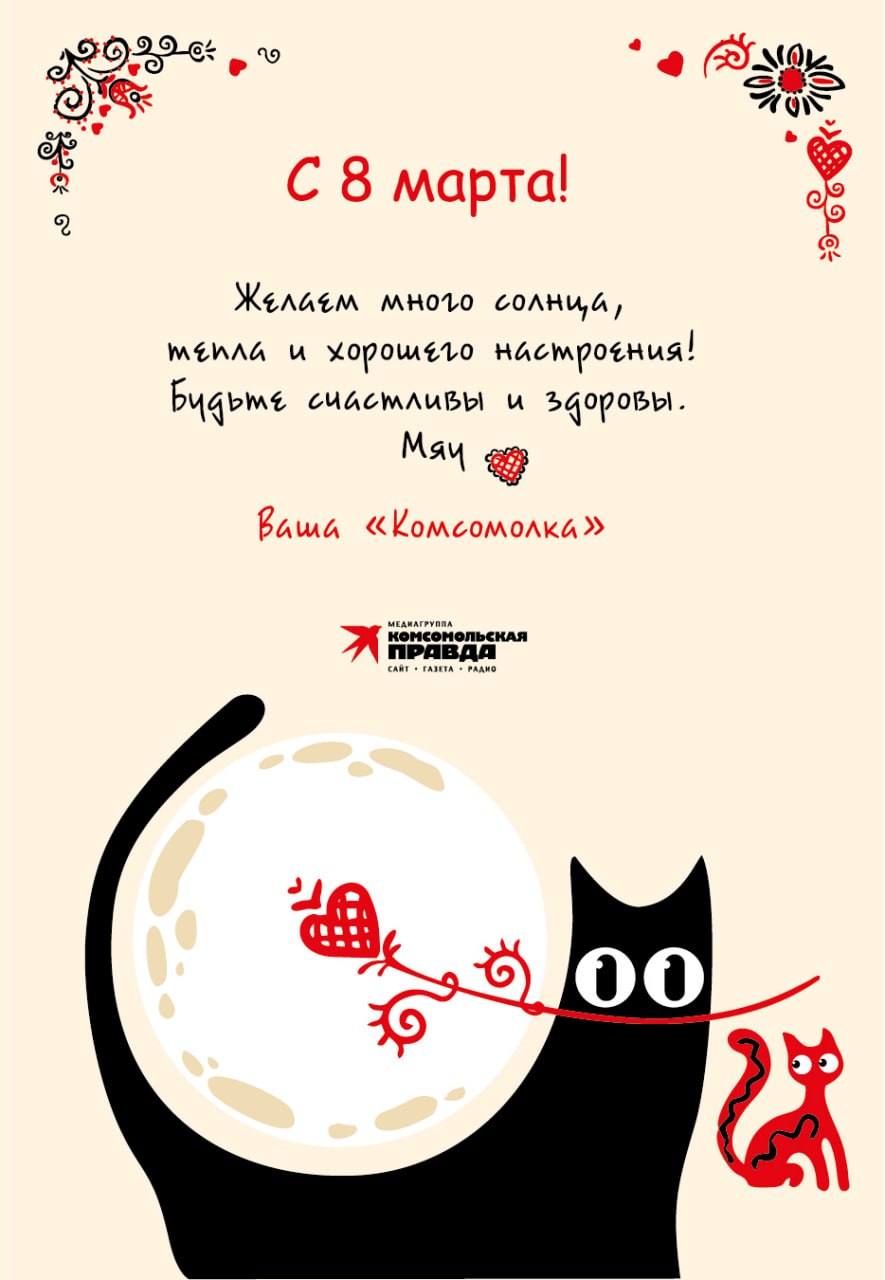 С 8 марта!
Желаем много солнца,
тепла и хорошего настроения!
Будьте счастливы и здоровы.
Мяу
Ваша «Комсомолка»
МЕДИАГРУППА
КОМСОМОЛЬСКАЯ
ПРАВДА
САЙТ • ГАЗЕТА • РАДИО